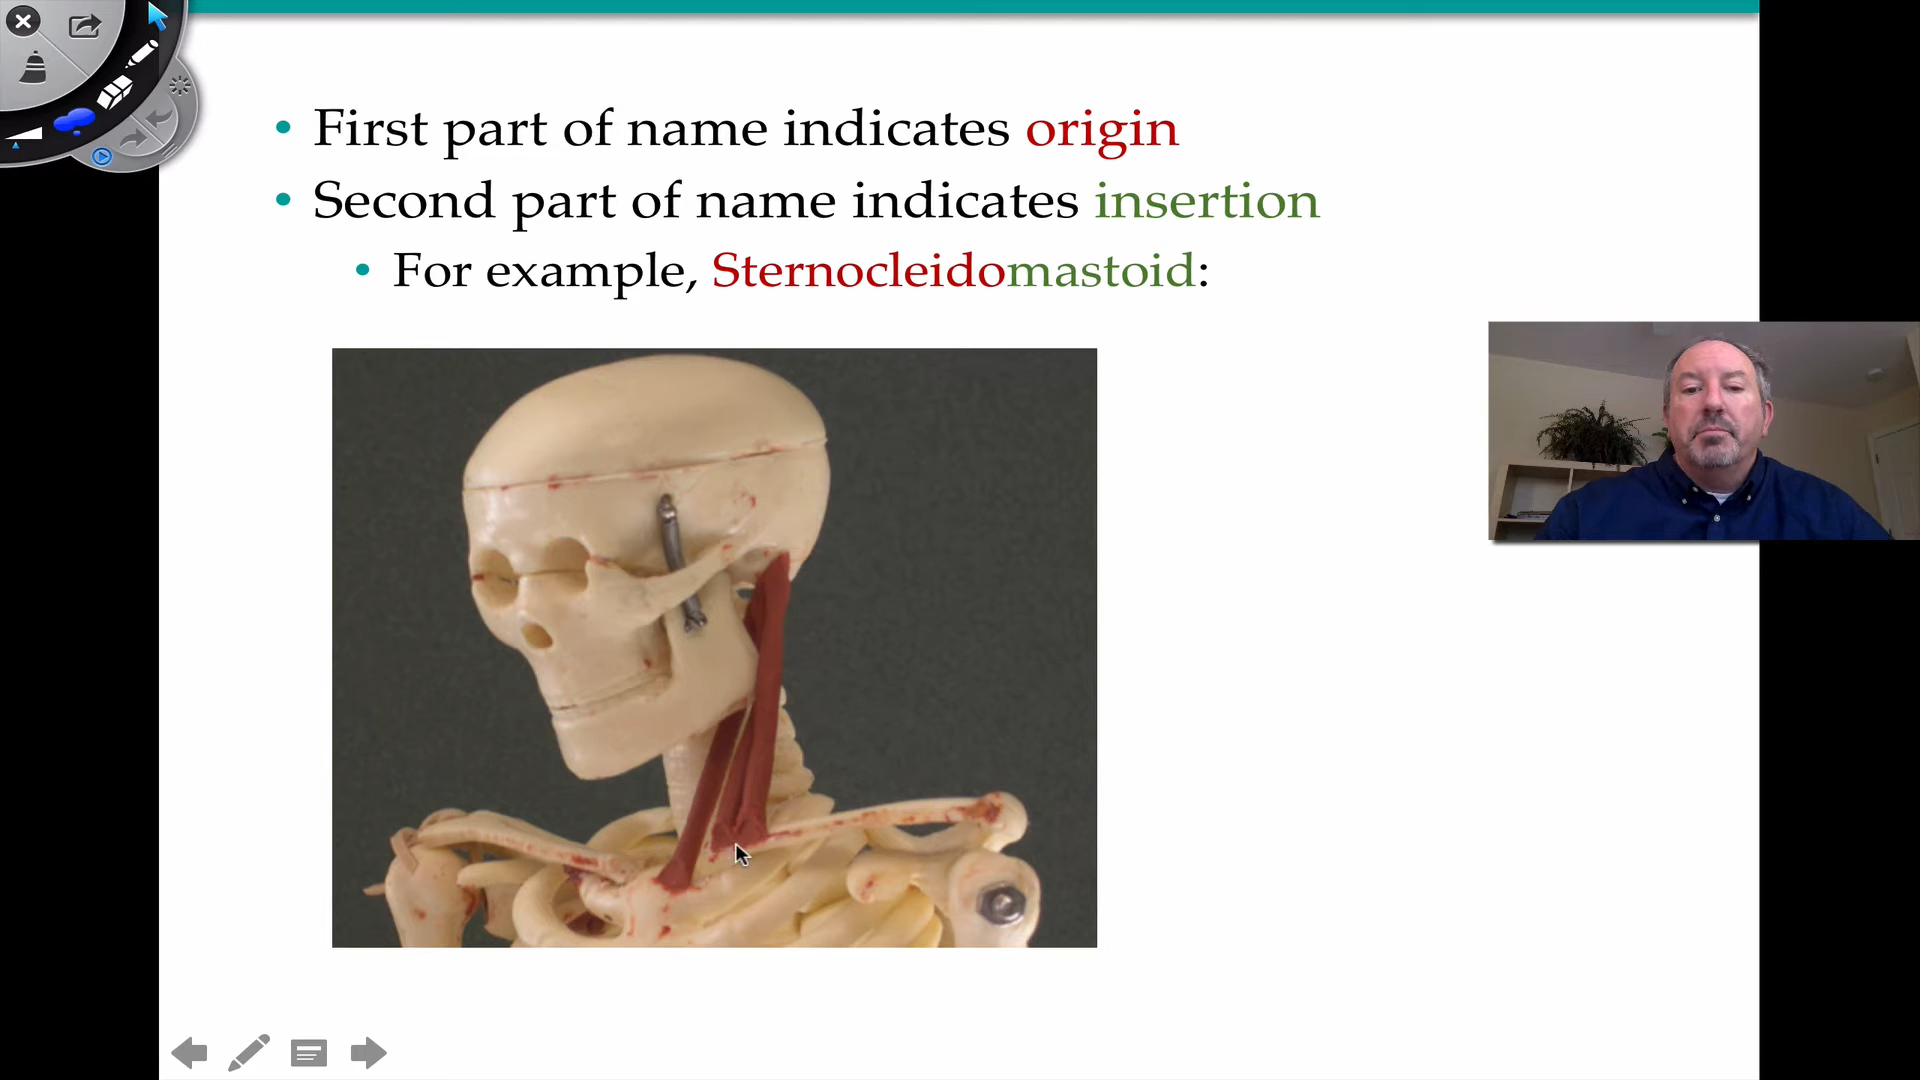 • First part of name indicates origin
• Second part of name indicates insertion
• For example, Sternocleidomastoid: